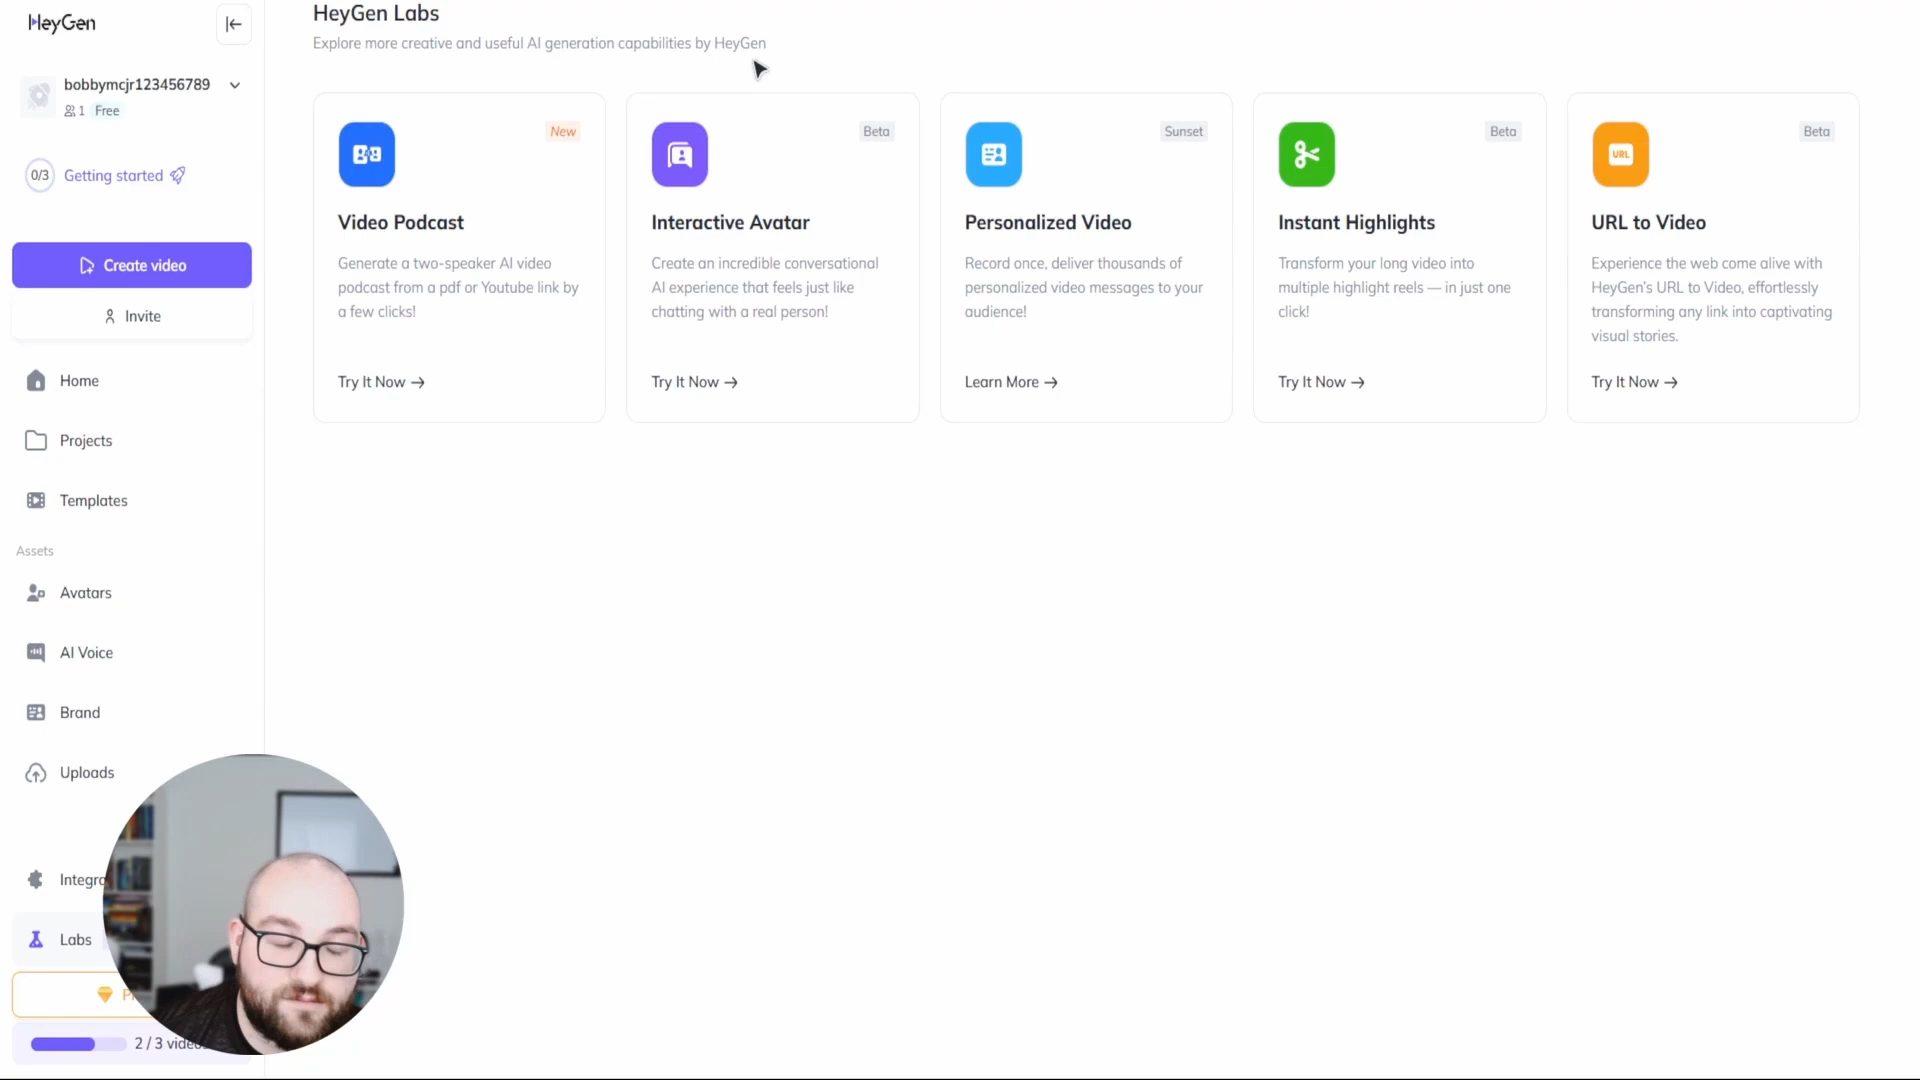 HeyGen
bobbymcjr123456789
1 Free
0/3 Getting started
Create video
Invite
Home
Projects
Templates
Assets
Avatars
AI Voice
Brand
Uploads
Labs
2 / 3
HeyGen Labs
Explore more creative and useful AI generation capabilities by HeyGen
New
Video Podcast
Generate a two-speaker AI video
podcast from a pdf or Youtube link by
a few clicks!
Try It Now →
Beta
Interactive Avatar
Create an incredible conversational
AI experience that feels just like
chatting with a real person!
Try It Now →
Sunset
Personalized Video
Record once, deliver thousands of
personalized video messages to your
audience!
Learn More →
Beta
Instant Highlights
Transform your long video into
multiple highlight reels — in just one
click!
Try It Now →
Beta
URL
URL to Video
Experience the web come alive with
HeyGen's URL to Video, effortlessly
transforming any link into captivating
visual stories.
Try It Now →